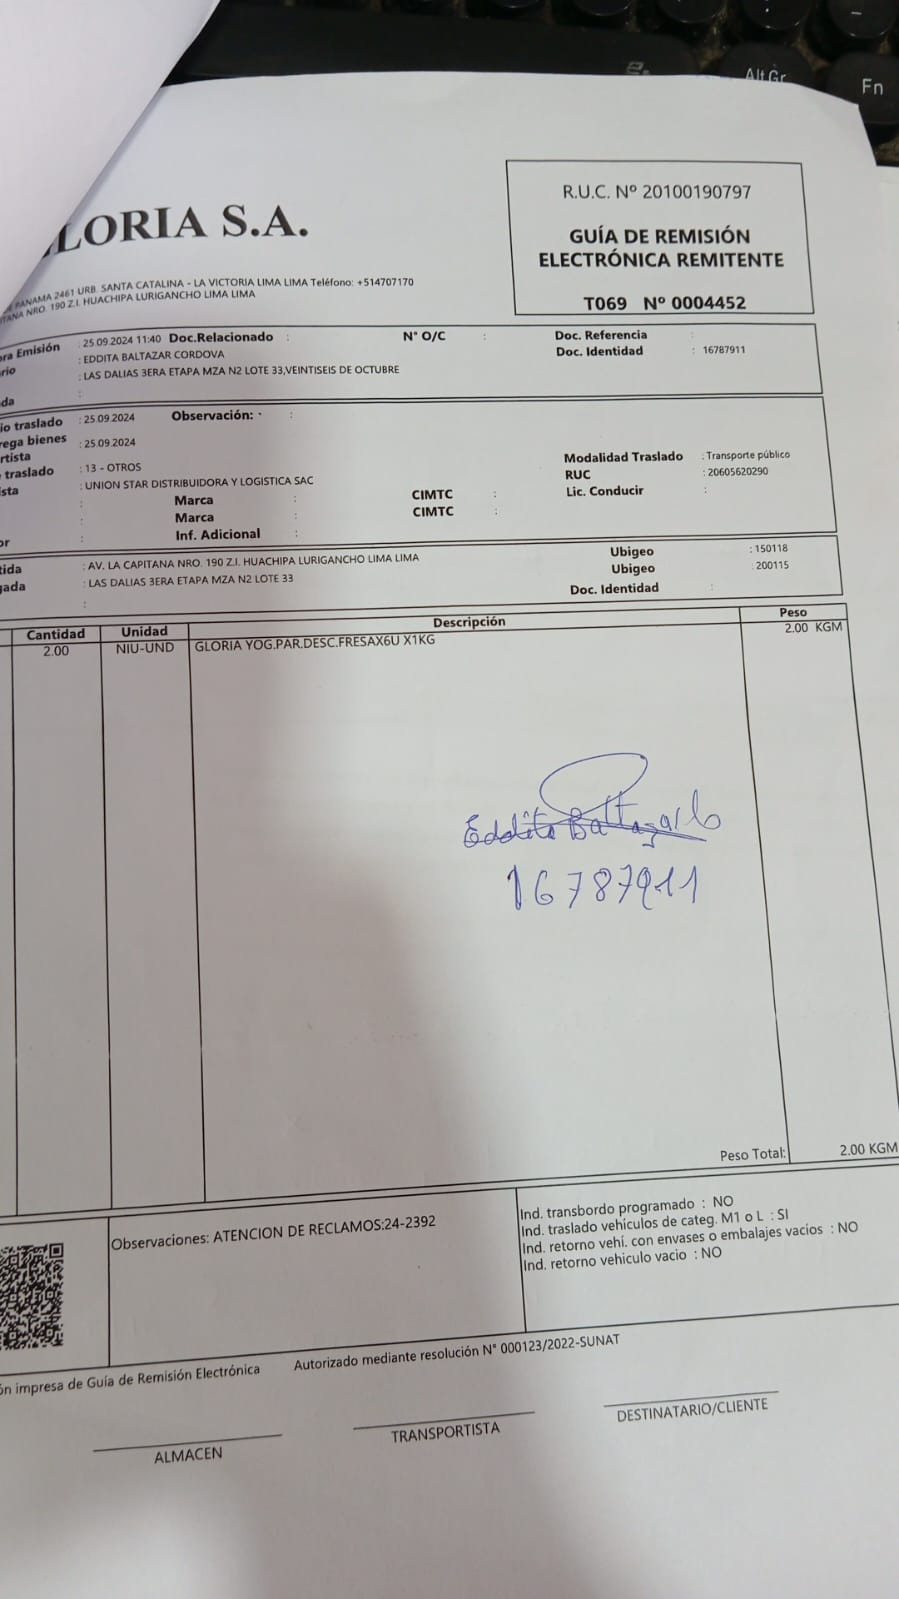 LORIA S.A.
PANAMA 2461 URB. SANTA CATALINA - LA VICTORIA LIMA LIMA Teléfono: +514707170
TANA NRO. 190 Z.I. HUACHIPA LURIGANCHO LIMA LIMA
R.U.C. Nº 20100190797
GUÍA DE REMISIÓN
ELECTRÓNICA REMITENTE
T069 Nº 0004452
ora Emisión : 25.09.2024 11:40 Doc.Relacionado : N° O/C : Doc. Referencia :
rio : EDDITA BALTAZAR CORDOVA Doc. Identidad : 16787911
: LAS DALIAS 3ERA ETAPA MZA N2 LOTE 33,VEINTISEIS DE OCTUBRE
da :
io traslado : 25.09.2024 Observación: · :
rega bienes : 25.09.2024
rtista
traslado : 13 - OTROS Modalidad Traslado : Transporte público
ista : UNION STAR DISTRIBUIDORA Y LOGISTICA SAC RUC : 20605620290
: Marca : CIMTC : Lic. Conducir :
: Marca : CIMTC :
or : Inf. Adicional :
tida : AV. LA CAPITANA NRO. 190 Z.I. HUACHIPA LURIGANCHO LIMA LIMA Ubigeo : 150118
gada : LAS DALIAS 3ERA ETAPA MZA N2 LOTE 33 Ubigeo : 200115
: Doc. Identidad :
Cantidad Unidad Descripción Peso
2.00 NIU-UND GLORIA YOG.PAR.DESC.FRESAX6U X1KG 2.00 KGM
Eddita Baltazar
16787911
Peso Total: 2.00 KGM
Observaciones: ATENCION DE RECLAMOS:24-2392
Ind. transbordo programado : NO
Ind. traslado vehículos de categ. M1 o L : SI
Ind. retorno vehí. con envases o embalajes vacios : NO
Ind. retorno vehiculo vacio : NO
ón impresa de Guía de Remisión Electrónica Autorizado mediante resolución N° 000123/2022-SUNAT
ALMACEN
TRANSPORTISTA
DESTINATARIO/CLIENTE
Alt Gr
Fn